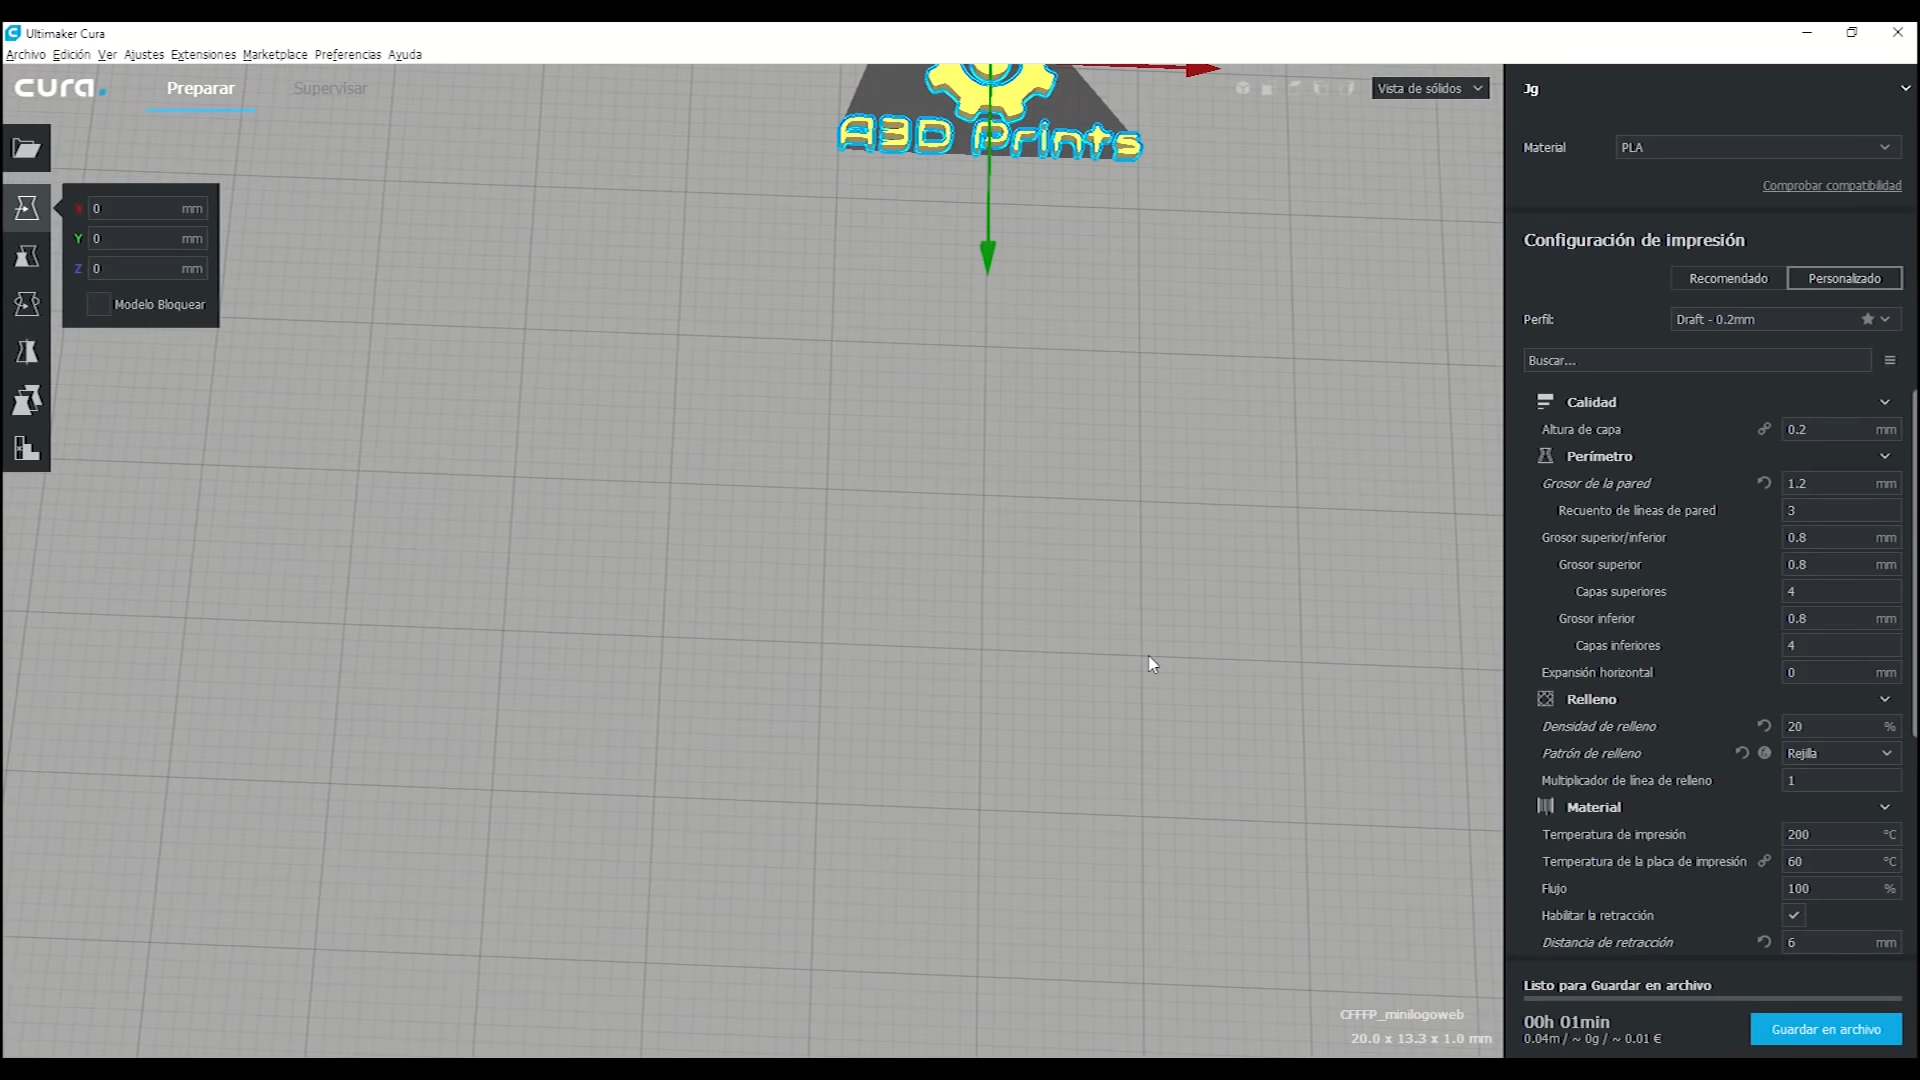 Ultimaker Cura
Archivo Edición Ver Ajustes Extensiones Marketplace Preferencias Ayuda
cura.
Preparar
Supervisar
Vista de sólidos
A3D Prints
X 0 mm
Y 0 mm
Z 0 mm
Modelo Bloquear
CFFFP_minilogoweb
20.0 x 13.3 x 1.0 mm
Jg
Material PLA
Comprobar compatibilidad
Configuración de impresión
Recomendado Personalizado
Perfil: Draft - 0.2mm
Buscar...
Calidad
Altura de capa 0.2 mm
Perímetro
Grosor de la pared 1.2 mm
Recuento de líneas de pared 3
Grosor superior/inferior 0.8 mm
Grosor superior 0.8 mm
Capas superiores 4
Grosor inferior 0.8 mm
Capas inferiores 4
Expansión horizontal 0 mm
Relleno
Densidad de relleno 20 %
Patrón de relleno Rejilla
Multiplicador de línea de relleno 1
Material
Temperatura de impresión 200 °C
Temperatura de la placa de impresión 60 °C
Flujo 100 %
Habilitar la retracción
Distancia de retracción 6 mm
Listo para Guardar en archivo
00h 01min
0.04m / ~ 0g / ~ 0.01 €
Guardar en archivo